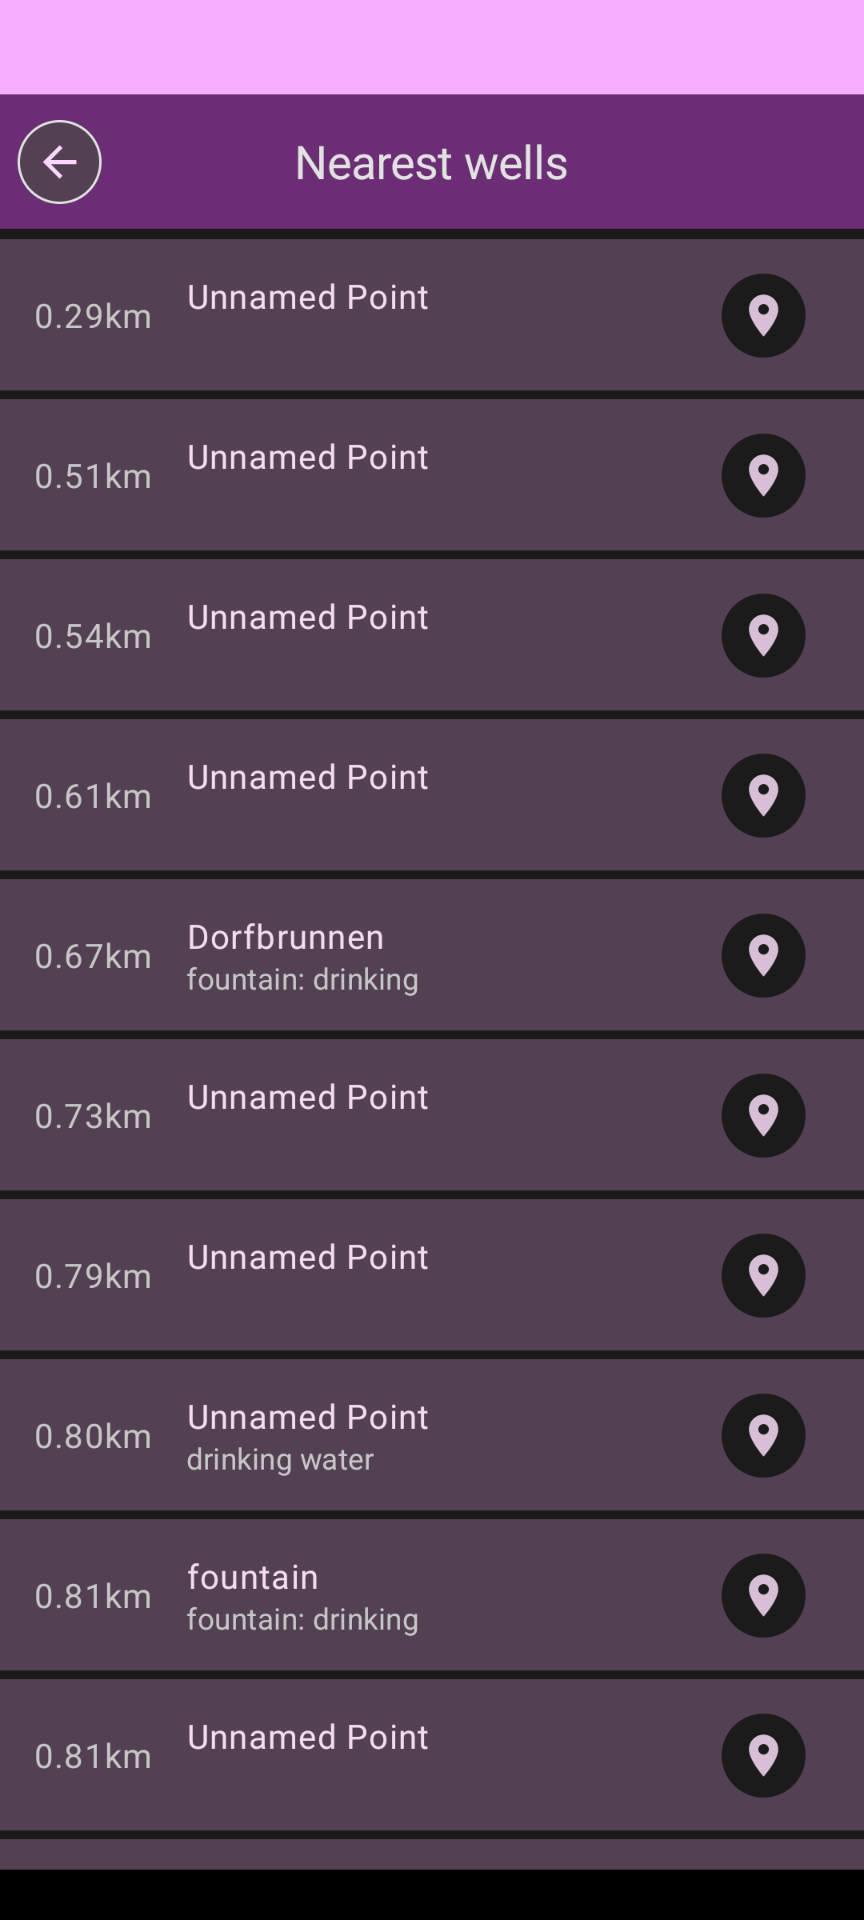 Nearest wells
0.29km
Unnamed Point
0.51km
Unnamed Point
0.54km
Unnamed Point
0.61km
Unnamed Point
0.67km
Dorfbrunnen
fountain: drinking
0.73km
Unnamed Point
0.79km
Unnamed Point
0.80km
Unnamed Point
drinking water
0.81km
fountain
fountain: drinking
0.81km
Unnamed Point